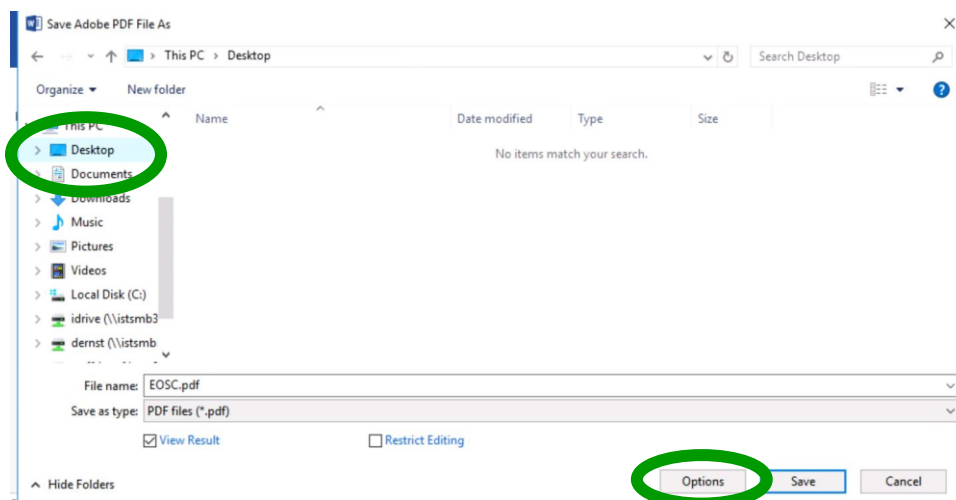 Save Adobe PDF File As
This PC > Desktop
Search Desktop
Organize
New folder
Name
Date modified
Type
Size
This PC
No items match your search.
Desktop
Documents
Downloads
Music
Pictures
Videos
Local Disk (C:)
idrive (\\istsmb3
dernst (\\istsmb
File name: EOSC.pdf
Save as type: PDF files (*.pdf)
View Result
Restrict Editing
Hide Folders
Options
Save
Cancel